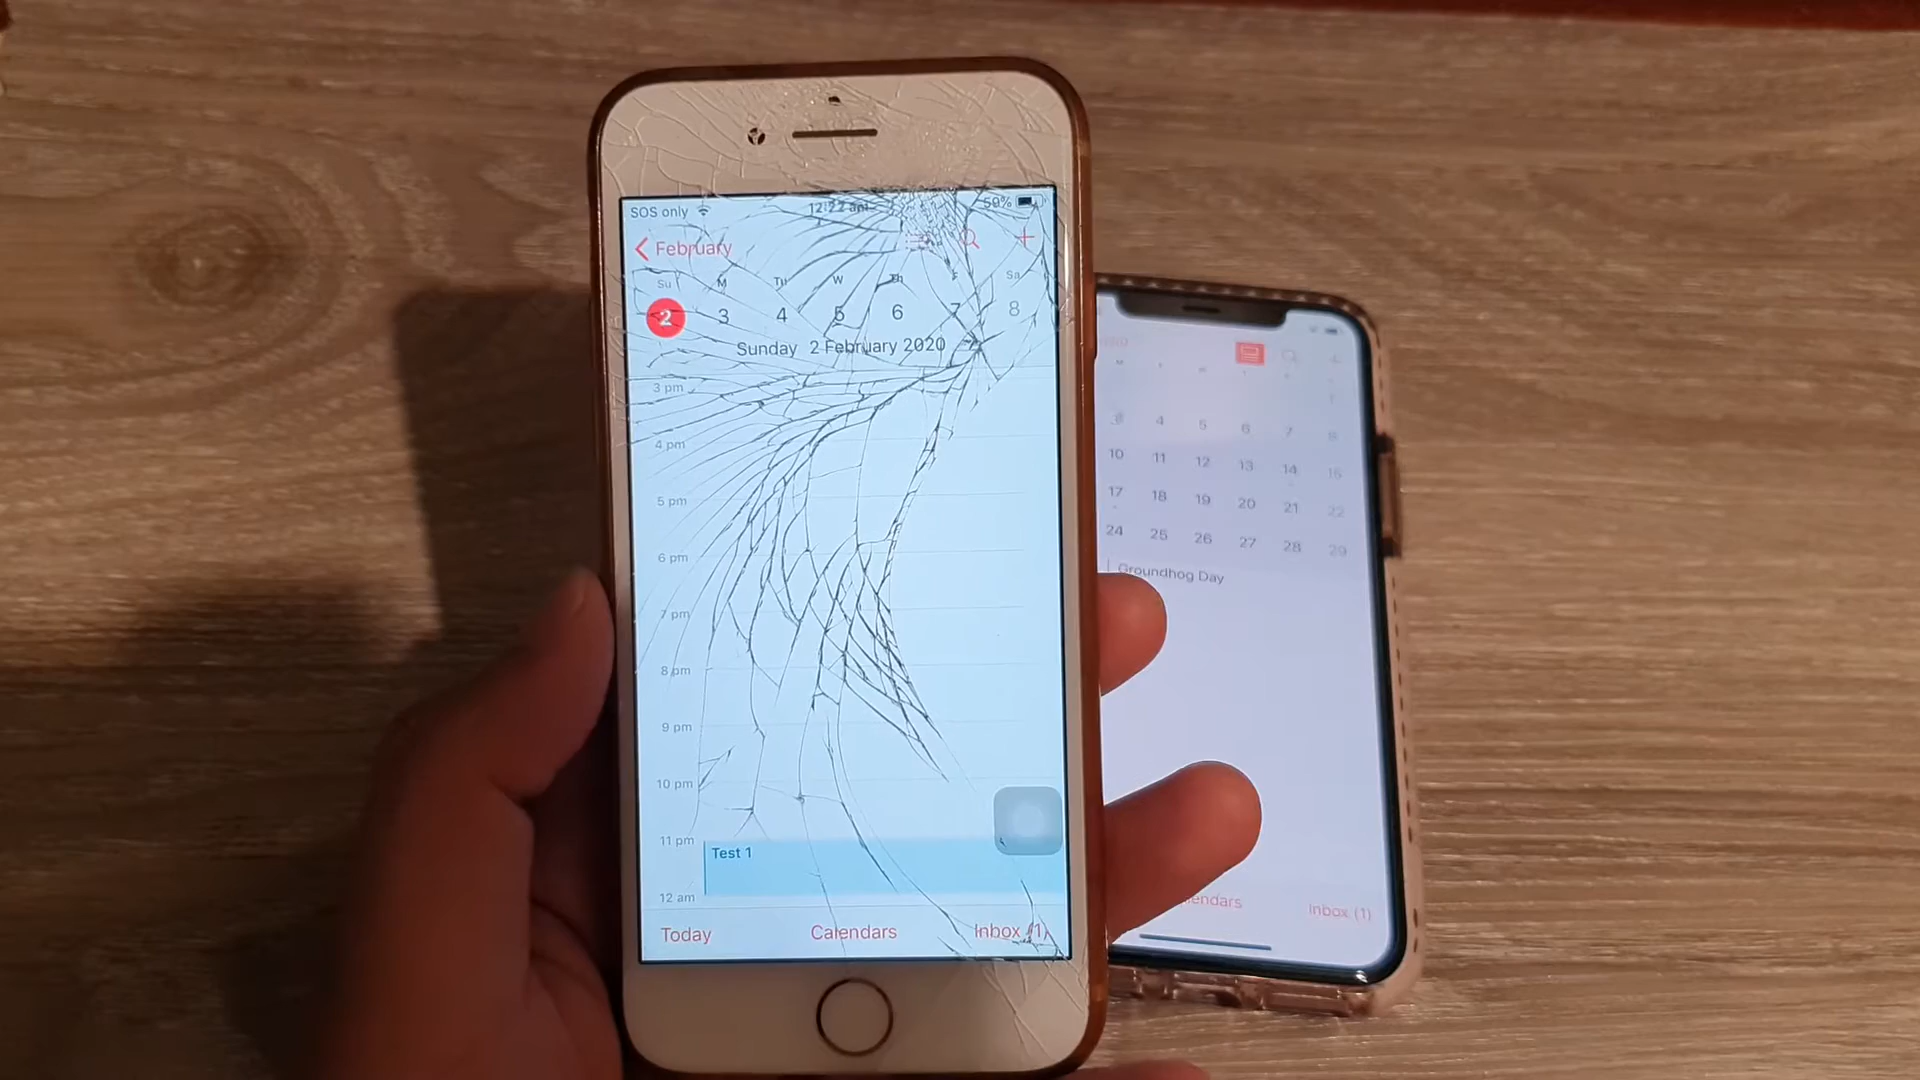 SOS only 12:22 am 59%
February
Su M Tu W Th F Sa
2 3 4 5 6 7 8
Sunday 2 February 2020
3 pm
4 pm
5 pm
6 pm
7 pm
8 pm
9 pm
10 pm
11 pm
Test 1
12 am
Today Calendars Inbox (1)
3 4 5 6 7 8
10 11 12 13 14 15
17 18 19 20 21 22
24 25 26 27 28 29
Groundhog Day
endars Inbox (1)